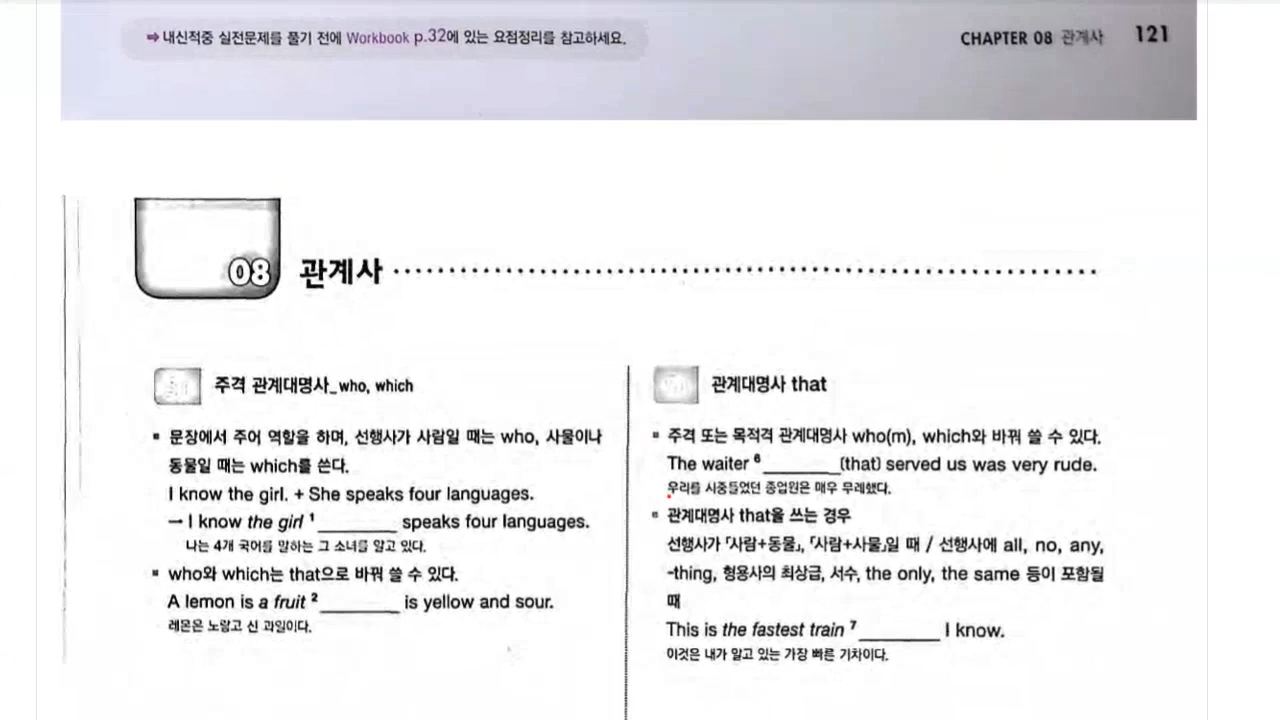 ⇒ 내신적중 실전문제를 풀기 전에 Workbook p.32에 있는 요점정리를 참고하세요.
CHAPTER 08 관계사 121
08 관계사
주격 관계대명사_who, which
▪ 문장에서 주어 역할을 하며, 선행사가 사람일 때는 who, 사물이나
동물일 때는 which를 쓴다.
I know the girl. + She speaks four languages.
→ I know the girl ¹ ________ speaks four languages.
나는 4개 국어를 말하는 그 소녀를 알고 있다.
▪ who와 which는 that으로 바꿔 쓸 수 있다.
A lemon is a fruit ² ________ is yellow and sour.
레몬은 노랗고 신 과일이다.
관계대명사 that
▪ 주격 또는 목적격 관계대명사 who(m), which와 바꿔 쓸 수 있다.
The waiter ⁶ ________ (that) served us was very rude.
우리를 시중들었던 종업원은 매우 무례했다.
▪ 관계대명사 that을 쓰는 경우
선행사가 「사람+동물」, 「사람+사물」일 때 / 선행사에 all, no, any,
-thing, 형용사의 최상급, 서수, the only, the same 등이 포함될
때
This is the fastest train ⁷ ________ I know.
이것은 내가 알고 있는 가장 빠른 기차이다.